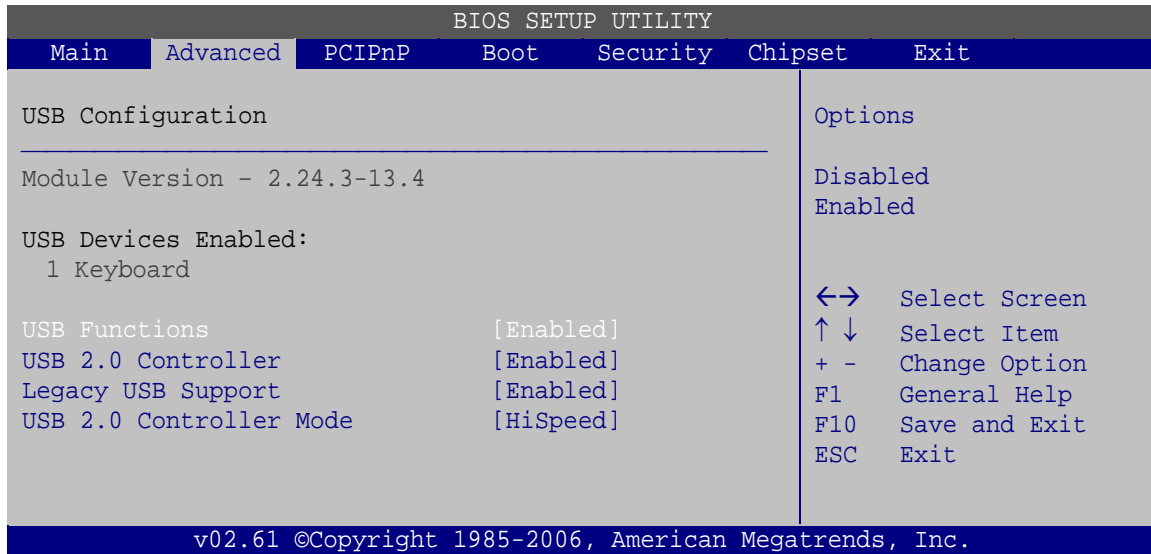 BIOS SETUP UTILITY
Main Advanced PCIPnP Boot Security Chipset Exit
USB Configuration
Module Version – 2.24.3-13.4
USB Devices Enabled:
1 Keyboard
USB Functions [Enabled]
USB 2.0 Controller [Enabled]
Legacy USB Support [Enabled]
USB 2.0 Controller Mode [HiSpeed]
Options
Disabled
Enabled
←→ Select Screen
↑ ↓ Select Item
+ - Change Option
F1 General Help
F10 Save and Exit
ESC Exit
v02.61 ©Copyright 1985-2006, American Megatrends, Inc.